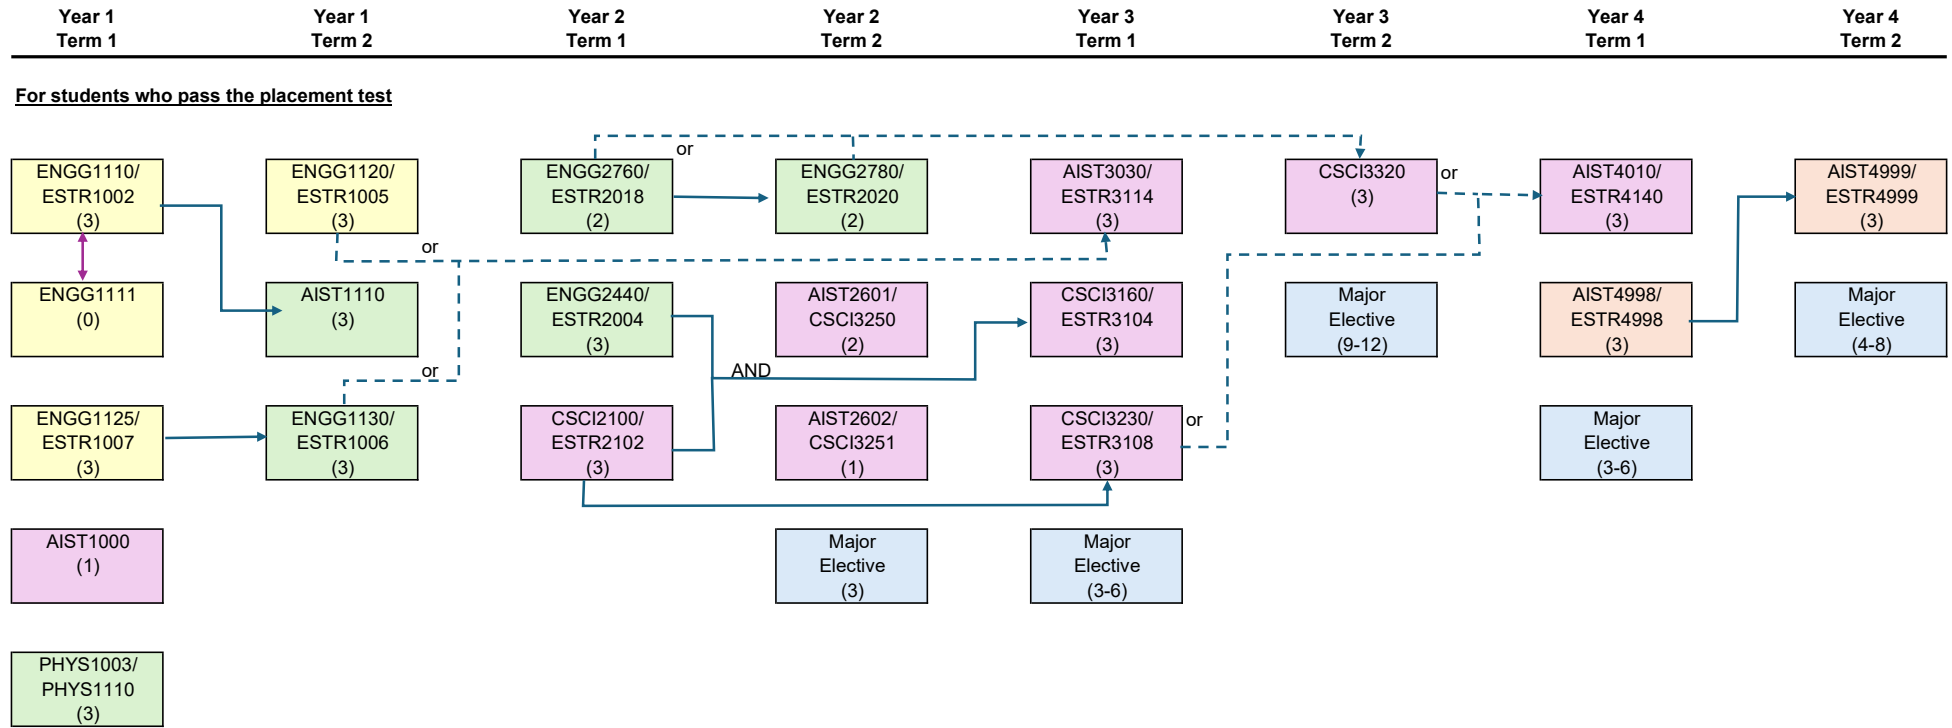 Year 1
Term 1
Year 1
Term 2
Year 2
Term 1
Year 2
Term 2
Year 3
Term 1
Year 3
Term 2
Year 4
Term 1
Year 4
Term 2
For students who pass the placement test
ENGG1110/
ESTR1002
(3)
ENGG1120/
ESTR1005
(3)
or
ENGG2760/
ESTR2018
(2)
or
ENGG2780/
ESTR2020
(2)
AIST3030/
ESTR3114
(3)
CSCI3320
(3)
or
AIST4010/
ESTR4140
(3)
AIST4999/
ESTR4999
(3)
ENGG1111
(0)
AIST1110
(3)
or
ENGG2440/
ESTR2004
(3)
AND
AIST2601/
CSCI3250
(2)
CSCI3160/
ESTR3104
(3)
Major
Elective
(9-12)
AIST4998/
ESTR4998
(3)
Major
Elective
(4-8)
ENGG1125/
ESTR1007
(3)
ENGG1130/
ESTR1006
(3)
CSCI2100/
ESTR2102
(3)
AIST2602/
CSCI3251
(1)
CSCI3230/
ESTR3108
(3)
or
Major
Elective
(3-6)
AIST1000
(1)
Major
Elective
(3)
Major
Elective
(3-6)
PHYS1003/
PHYS1110
(3)